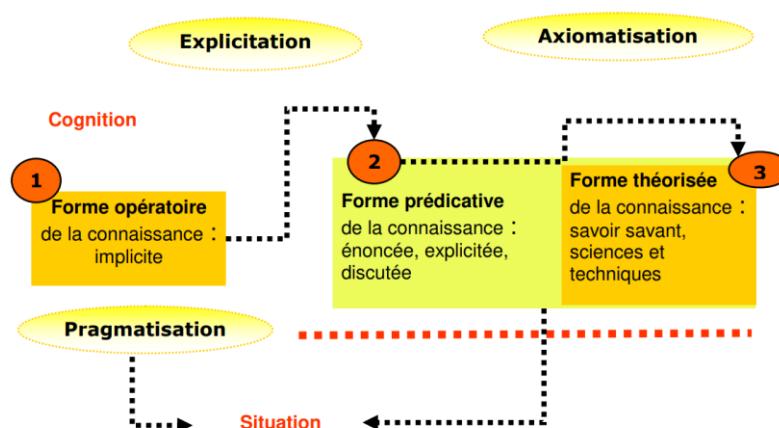 Explicitation
Axiomatisation
Cognition
1
Forme opératoire
de la connaissance :
implicite
2
Forme prédicative
de la connaissance :
énoncée, explicitée,
discutée
3
Forme théorisée
de la connaissance :
savoir savant,
sciences et
techniques
Pragmatisation
Situation